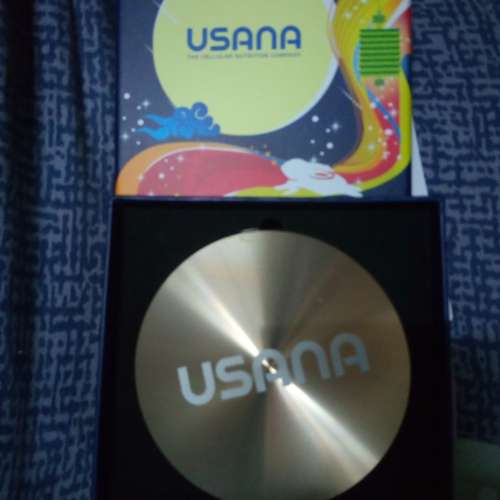 USANA
THE CELLULAR NUTRITION COMPANY
USANA